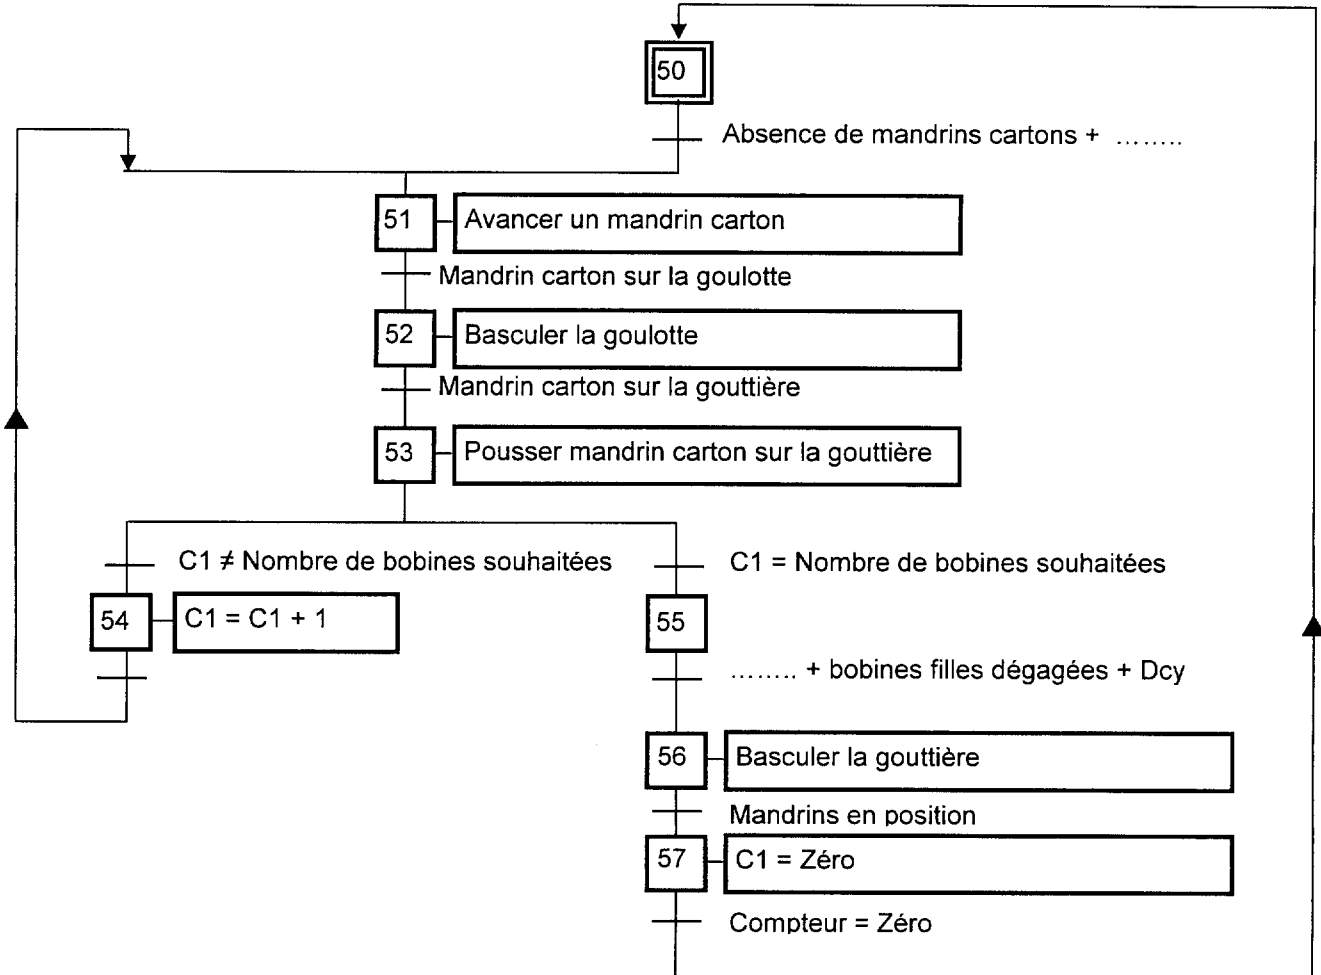 50
Absence de mandrins cartons + ........
51 Avancer un mandrin carton
Mandrin carton sur la goulotte
52 Basculer la goulotte
Mandrin carton sur la gouttière
53 Pousser mandrin carton sur la gouttière
C1 ≠ Nombre de bobines souhaitées
C1 = Nombre de bobines souhaitées
54 C1 = C1 + 1
55
........ + bobines filles dégagées + Dcy
56 Basculer la gouttière
Mandrins en position
57 C1 = Zéro
Compteur = Zéro